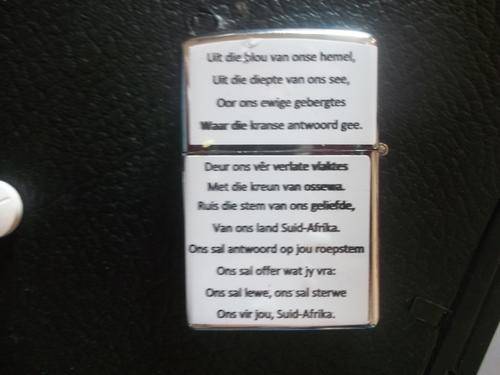 Uit die blou van onse hemel,
Uit die diepte van ons see,
Oor ons ewige gebergtes
Waar die kranse antwoord gee.
Deur ons vêr verlate vlaktes
Met die kreun van ossewa.
Ruis die stem van ons geliefde,
Van ons land Suid-Afrika.
Ons sal antwoord op jou roepstem
Ons sal offer wat jy vra:
Ons sal lewe, ons sal sterwe
Ons vir jou, Suid-Afrika.